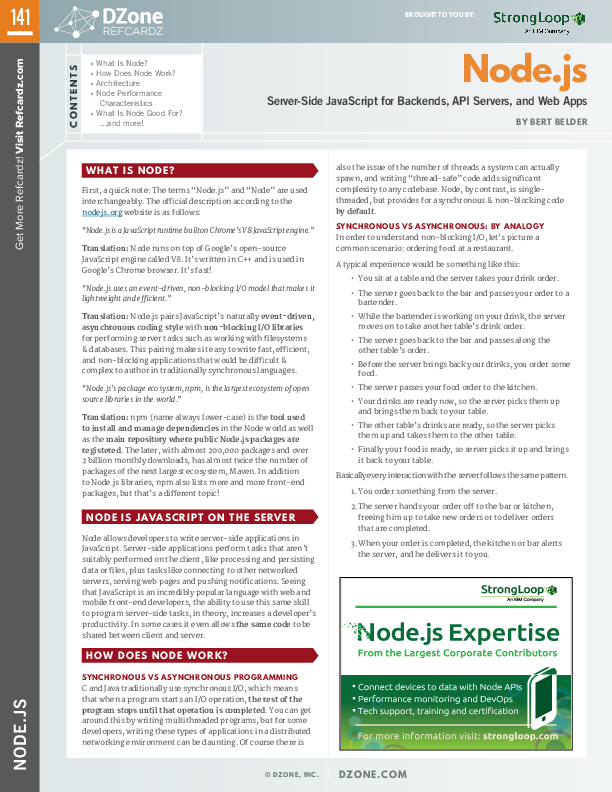 141
DZone
REFCARDZ
BROUGHT TO YOU BY:
StrongLoop
An IBM Company
Get More Refcardz! Visit Refcardz.com
CONTENTS
• What Is Node?
• How Does Node Work?
• Architecture
• Node Performance
Characteristics
• What Is Node Good For?
...and more!
Node.js
Server-Side JavaScript for Backends, API Servers, and Web Apps
BY BERT BELDER
WHAT IS NODE?
First, a quick note: The terms “Node.js” and “Node” are used
interchangeably. The official description according to the
nodejs.org website is as follows:
“Node.js is a JavaScript runtime built on Chrome's V8 JavaScript engine.”
Translation: Node runs on top of Google's open-source
JavaScript engine called V8. It's written in C++ and is used in
Google's Chrome browser. It's fast!
“Node.js uses an event-driven, non-blocking I/O model that makes it
lightweight and efficient.”
Translation: Node.js pairs JavaScript's naturally event-driven,
asynchronous coding style with non-blocking I/O libraries
for performing server tasks such as working with filesystems
& databases. This pairing makes it easy to write fast, efficient,
and non-blocking applications that would be difficult &
complex to author in traditionally synchronous languages.
“Node.js's package ecosystem, npm, is the largest ecosystem of open
source libraries in the world.”
Translation: npm (name always lower-case) is the tool used
to install and manage dependencies in the Node world as well
as the main repository where public Node.js packages are
registered. The later, with almost 200,000 packages and over
2 billion monthly downloads, has almost twice the number of
packages of the next largest ecosystem, Maven. In addition
to Node.js libraries, npm also lists more and more front-end
packages, but that's a different topic!
NODE IS JAVASCRIPT ON THE SERVER
Node allows developers to write server-side applications in
JavaScript. Server-side applications perform tasks that aren't
suitably performed on the client, like processing and persisting
data or files, plus tasks like connecting to other networked
servers, serving web pages and pushing notifications. Seeing
that JavaScript is an incredibly popular language with web and
mobile front-end developers, the ability to use this same skill
to program server-side tasks, in theory, increases a developer's
productivity. In some cases it even allows the same code to be
shared between client and server.
HOW DOES NODE WORK?
SYNCHRONOUS VS ASYNCHRONOUS PROGRAMMING
C and Java traditionally use synchronous I/O, which means
that when a program starts an I/O operation, the rest of the
program stops until that operation is completed. You can get
around this by writing multithreaded programs, but for some
developers, writing these types of applications in a distributed
networking environment can be daunting. Of course there is
also the issue of the number of threads a system can actually
spawn, and writing “thread-safe” code adds significant
complexity to any codebase. Node, by contrast, is single-
threaded, but provides for asynchronous & non-blocking code
by default.
SYNCHRONOUS VS ASYNCHRONOUS: BY ANALOGY
In order to understand non-blocking I/O, let's picture a
common scenario: ordering food at a restaurant.
A typical experience would be something like this:
• You sit at a table and the server takes your drink order.
• The server goes back to the bar and passes your order to a
bartender.
• While the bartender is working on your drink, the server
moves on to take another table's drink order.
• The server goes back to the bar and passes along the
other table's order.
• Before the server brings back your drinks, you order some
food.
• The server passes your food order to the kitchen.
• Your drinks are ready now, so the server picks them up
and brings them back to your table.
• The other table's drinks are ready, so the server picks
them up and takes them to the other table.
• Finally your food is ready, so server picks it up and brings
it back to your table.
Basically every interaction with the server follows the same pattern.
1. You order something from the server.
2. The server hands your order off to the bar or kitchen,
freeing him up to take new orders or to deliver orders
that are completed.
3. When your order is completed, the kitchen or bar alerts
the server, and he delivers it to you.
StrongLoop
An IBM Company
Node.js Expertise
From the Largest Corporate Contributors
• Connect devices to data with Node APIs
• Performance monitoring and DevOps
• Tech support, training and certification
For more information visit: strongloop.com
NODE.JS
© DZONE, INC. | DZONE.COM